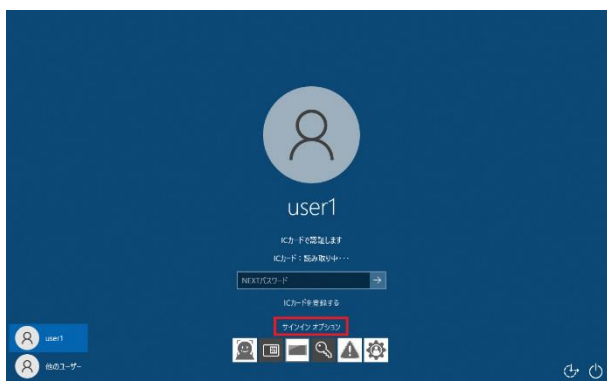 user1
ICカードで認証します
ICカード：読み取り中・・・
NEXTパスワード
ICカードを登録する
サインイン オプション
user1
他のユーザー